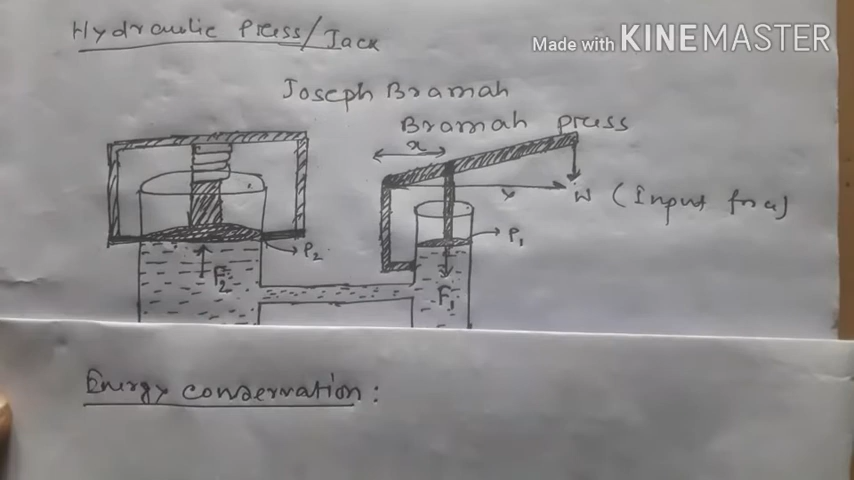 Hydraulic Press/Jack
Made with KINEMASTER
Joseph Bramah
Bramah press
x
y
W (Input force)
P2
P1
F2
F1
Energy conservation: